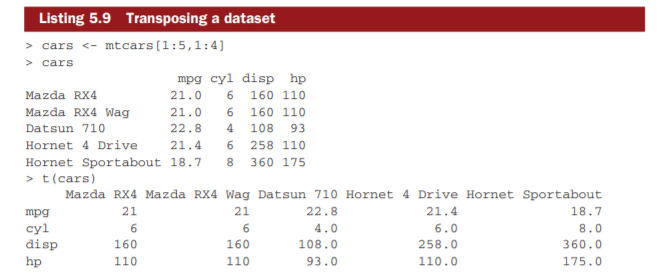 Listing 5.9 Transposing a dataset
> cars <- mtcars[1:5,1:4]
> cars
mpg cyl disp hp
Mazda RX4 21.0 6 160 110
Mazda RX4 Wag 21.0 6 160 110
Datsun 710 22.8 4 108 93
Hornet 4 Drive 21.4 6 258 110
Hornet Sportabout 18.7 8 360 175
> t(cars)
Mazda RX4 Mazda RX4 Wag Datsun 710 Hornet 4 Drive Hornet Sportabout
mpg 21 21 22.8 21.4 18.7
cyl 6 6 4.0 6.0 8.0
disp 160 160 108.0 258.0 360.0
hp 110 110 93.0 110.0 175.0